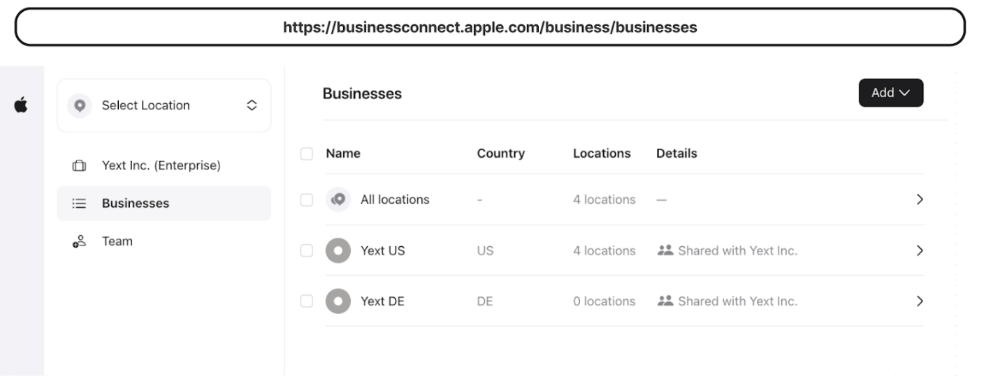 https://businessconnect.apple.com/business/businesses
Select Location
Yext Inc. (Enterprise)
Businesses
Team
Businesses
Add
Name Country Locations Details
All locations - 4 locations —
Yext US US 4 locations Shared with Yext Inc.
Yext DE DE 0 locations Shared with Yext Inc.